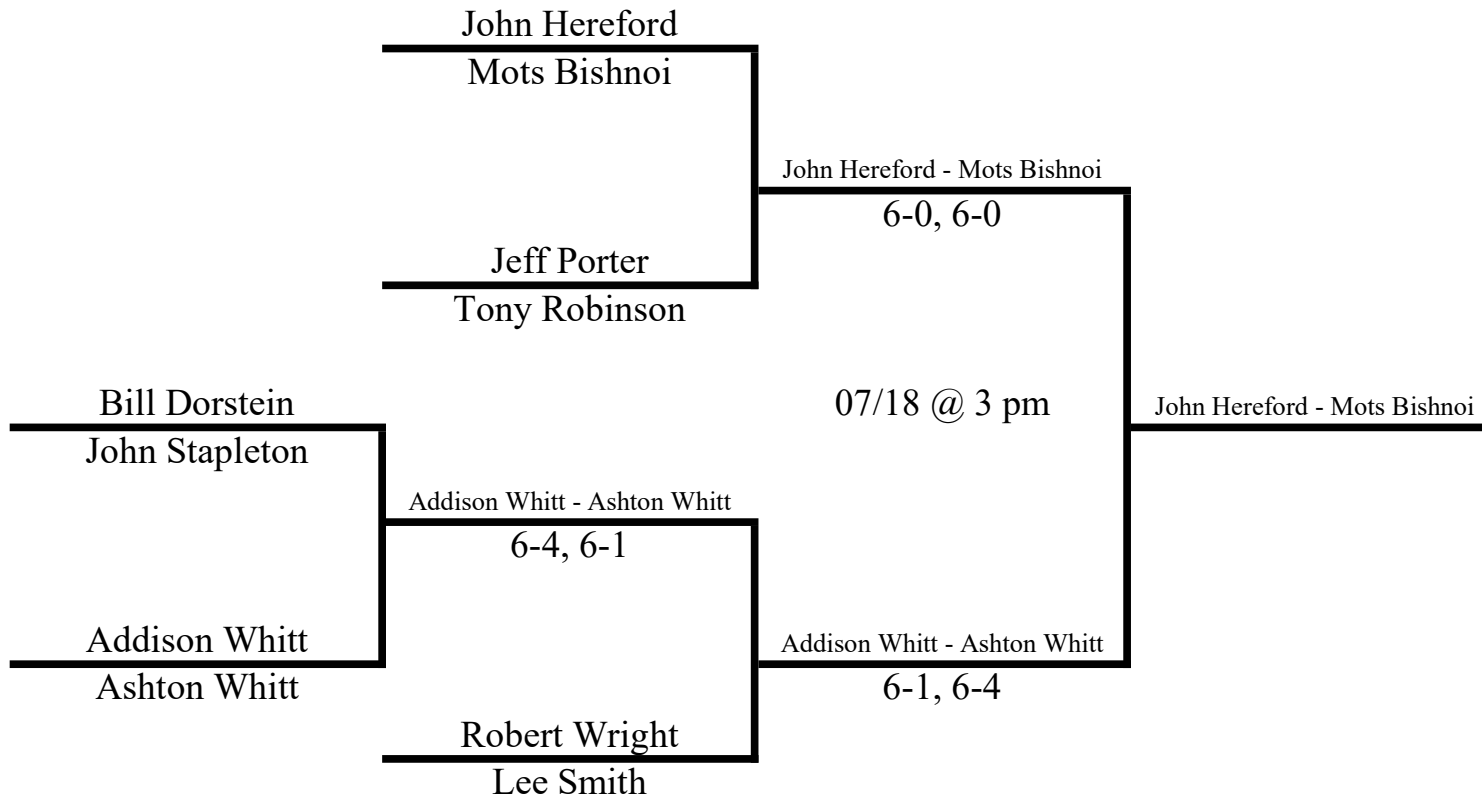 John Hereford
Mots Bishnoi
John Hereford - Mots Bishnoi
6-0, 6-0
Jeff Porter
Tony Robinson
Bill Dorstein
John Stapleton
07/18 @ 3 pm
John Hereford - Mots Bishnoi
Addison Whitt - Ashton Whitt
6-4, 6-1
Addison Whitt
Ashton Whitt
Addison Whitt - Ashton Whitt
6-1, 6-4
Robert Wright
Lee Smith